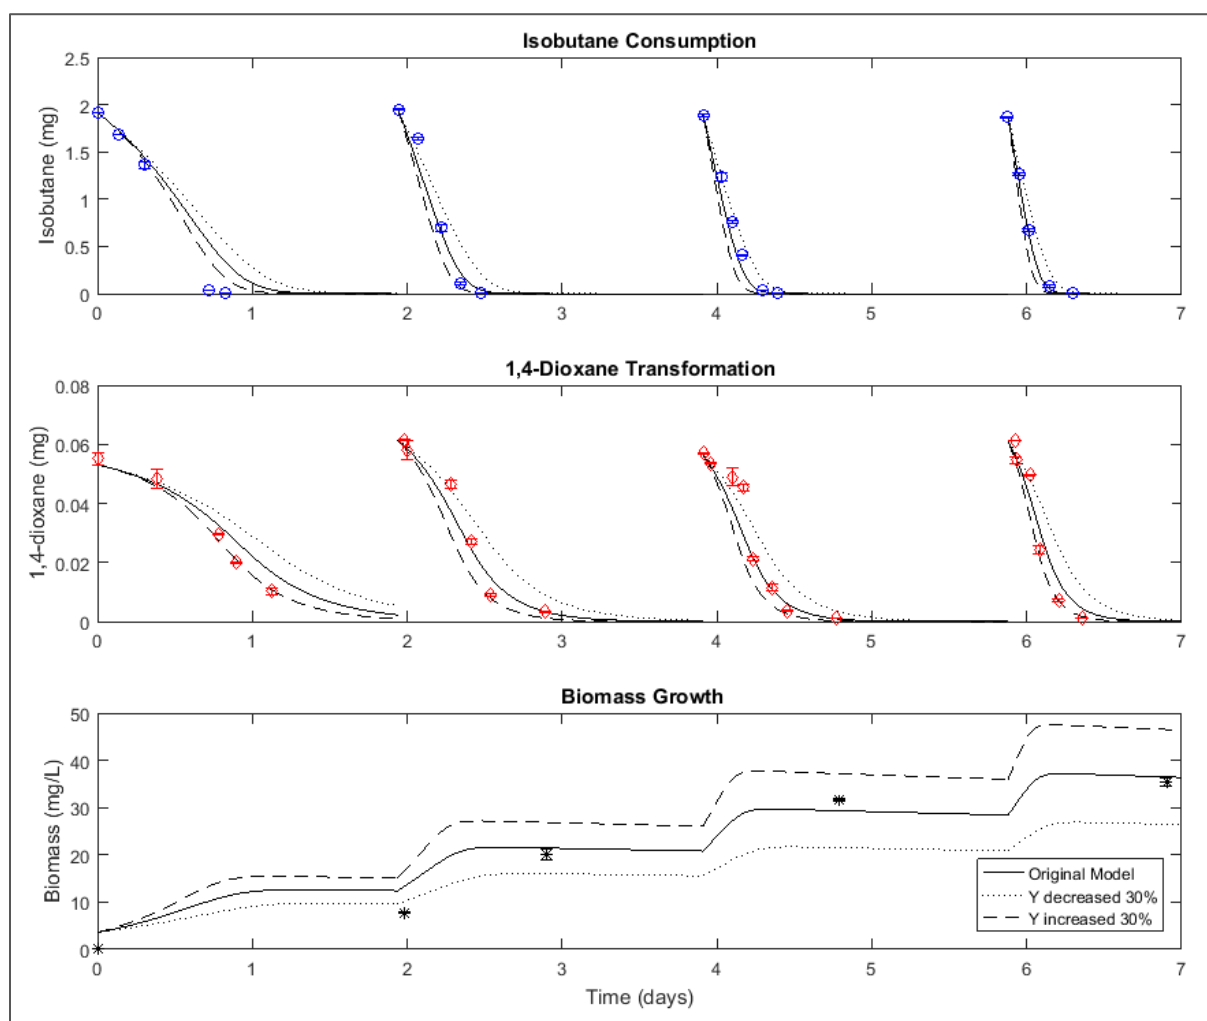 Isobutane Consumption
2.5
2
1.5
1
0.5
0
Isobutane (mg)
0 1 2 3 4 5 6 7
1,4-Dioxane Transformation
0.08
0.06
0.04
0.02
0
1,4-dioxane (mg)
0 1 2 3 4 5 6 7
Biomass Growth
50
40
30
20
10
0
Biomass (mg/L)
Original Model
Y decreased 30%
Y increased 30%
0 1 2 3 4 5 6 7
Time (days)